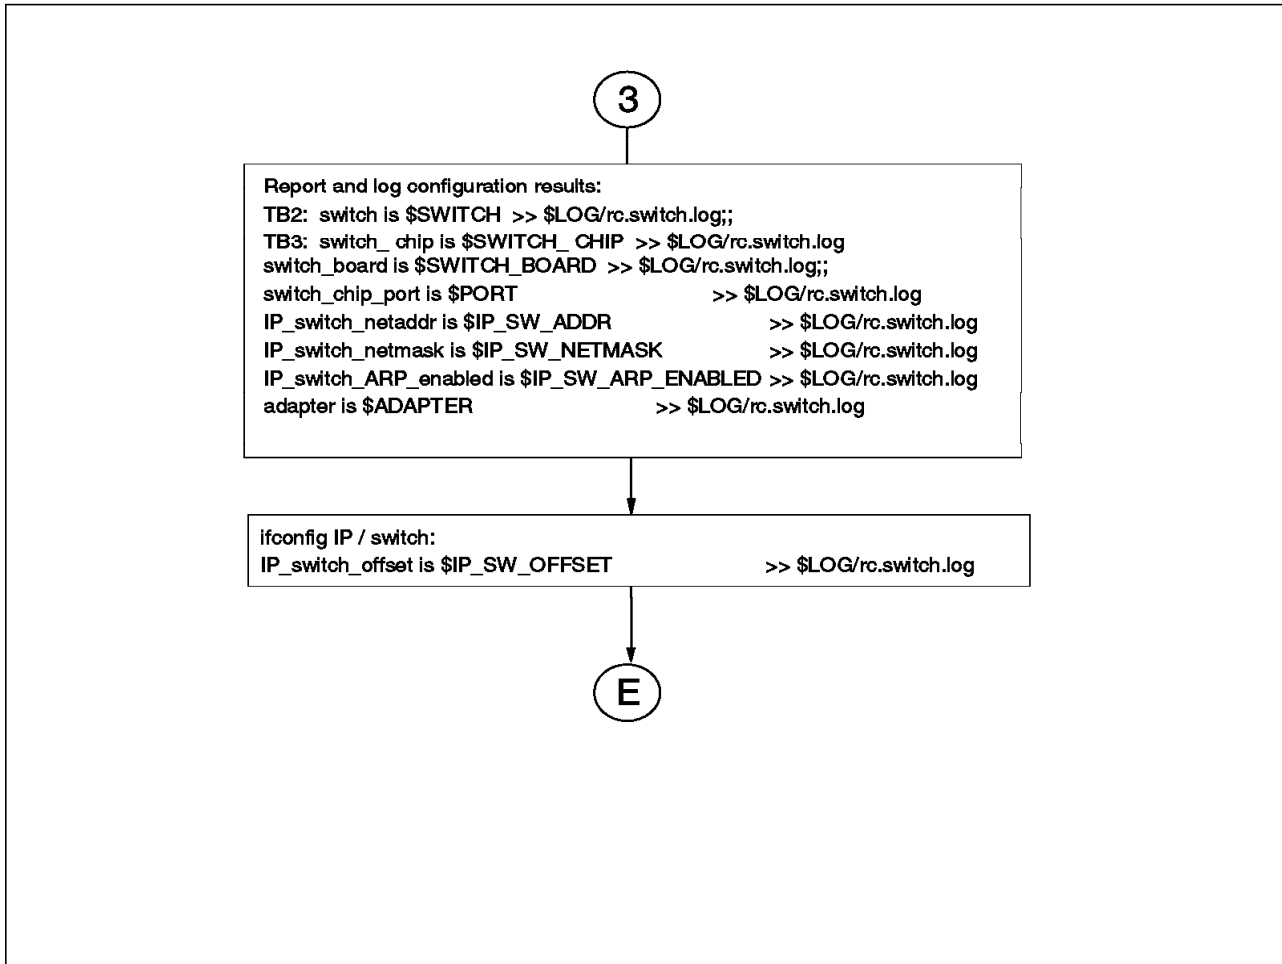 3
Report and log configuration results:
TB2:  switch is $SWITCH  >> $LOG/rc.switch.log;;
TB3:  switch_ chip is $SWITCH_ CHIP  >> $LOG/rc.switch.log
switch_board is $SWITCH_BOARD  >> $LOG/rc.switch.log;;
switch_chip_port is $PORT >> $LOG/rc.switch.log
IP_switch_netaddr is $IP_SW_ADDR >> $LOG/rc.switch.log
IP_switch_netmask is $IP_SW_NETMASK >> $LOG/rc.switch.log
IP_switch_ARP_enabled is $IP_SW_ARP_ENABLED >> $LOG/rc.switch.log
adapter is $ADAPTER >> $LOG/rc.switch.log
ifconfig IP / switch:
IP_switch_offset is $IP_SW_OFFSET >> $LOG/rc.switch.log
E